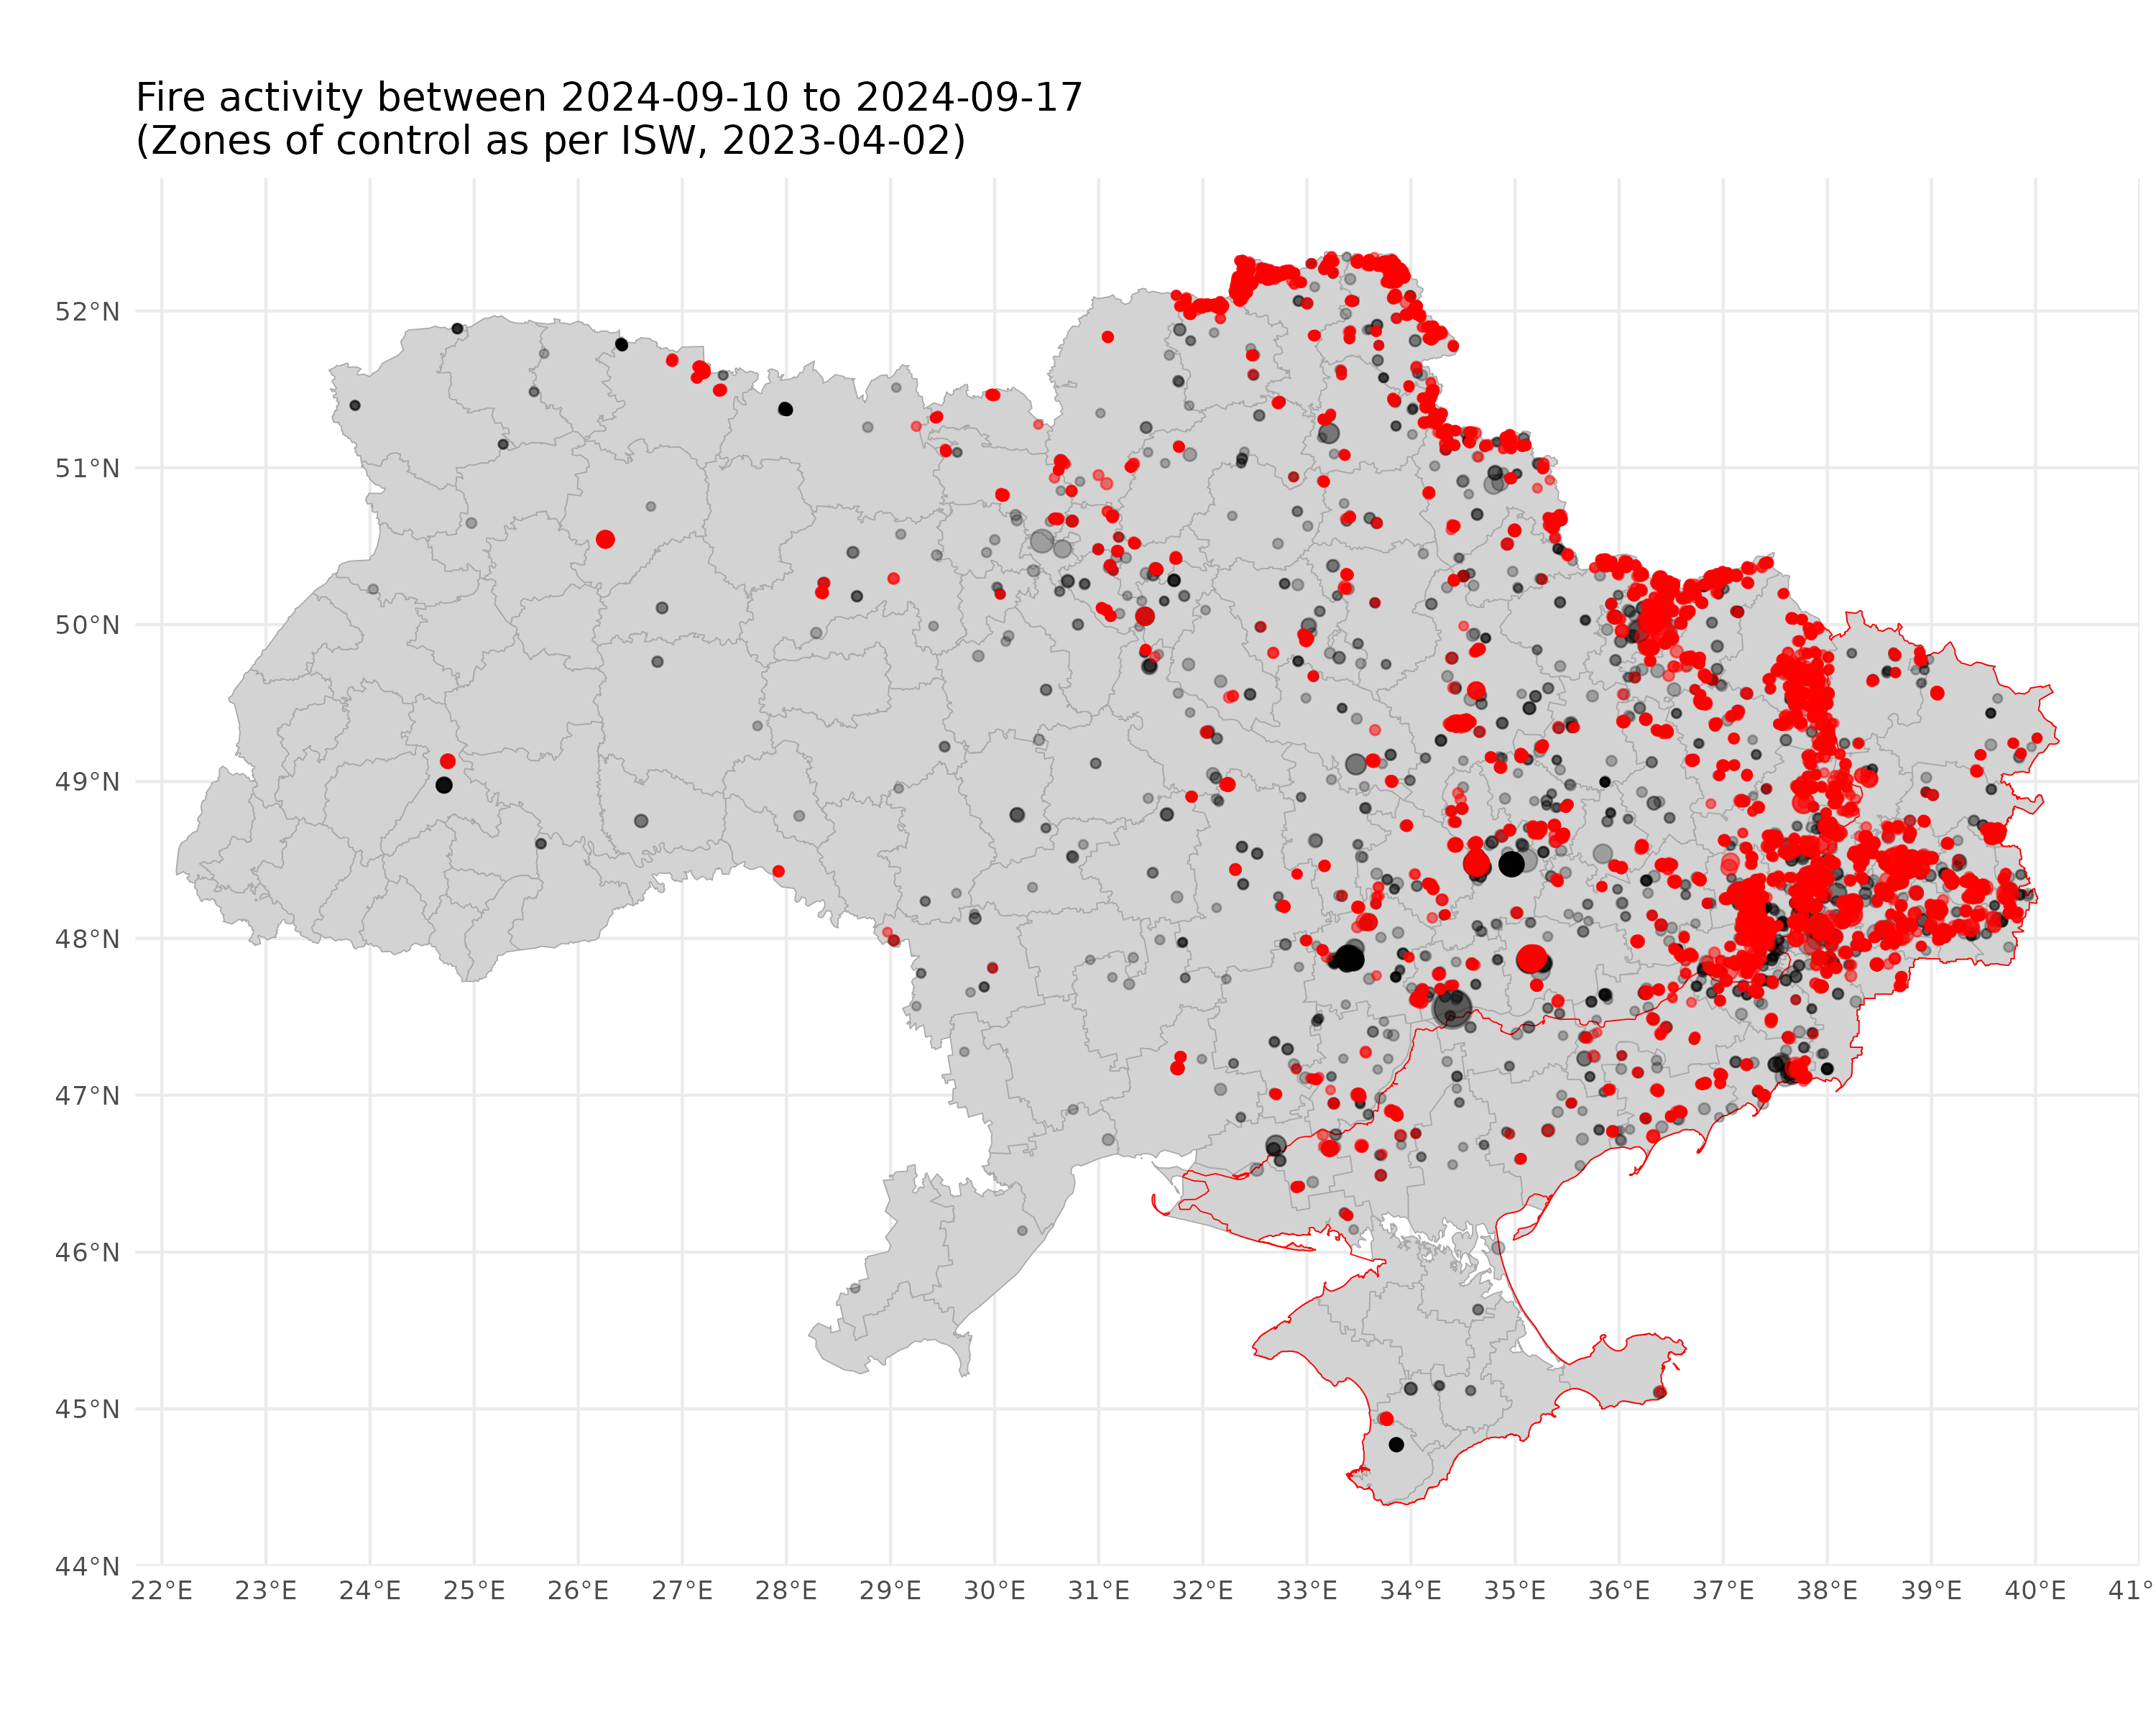 Fire activity between 2024-09-10 to 2024-09-17
(Zones of control as per ISW, 2023-04-02)
52°N
51°N
50°N
49°N
48°N
47°N
46°N
45°N
44°N
22°E 23°E 24°E 25°E 26°E 27°E 28°E 29°E 30°E 31°E 32°E 33°E 34°E 35°E 36°E 37°E 38°E 39°E 40°E 41°